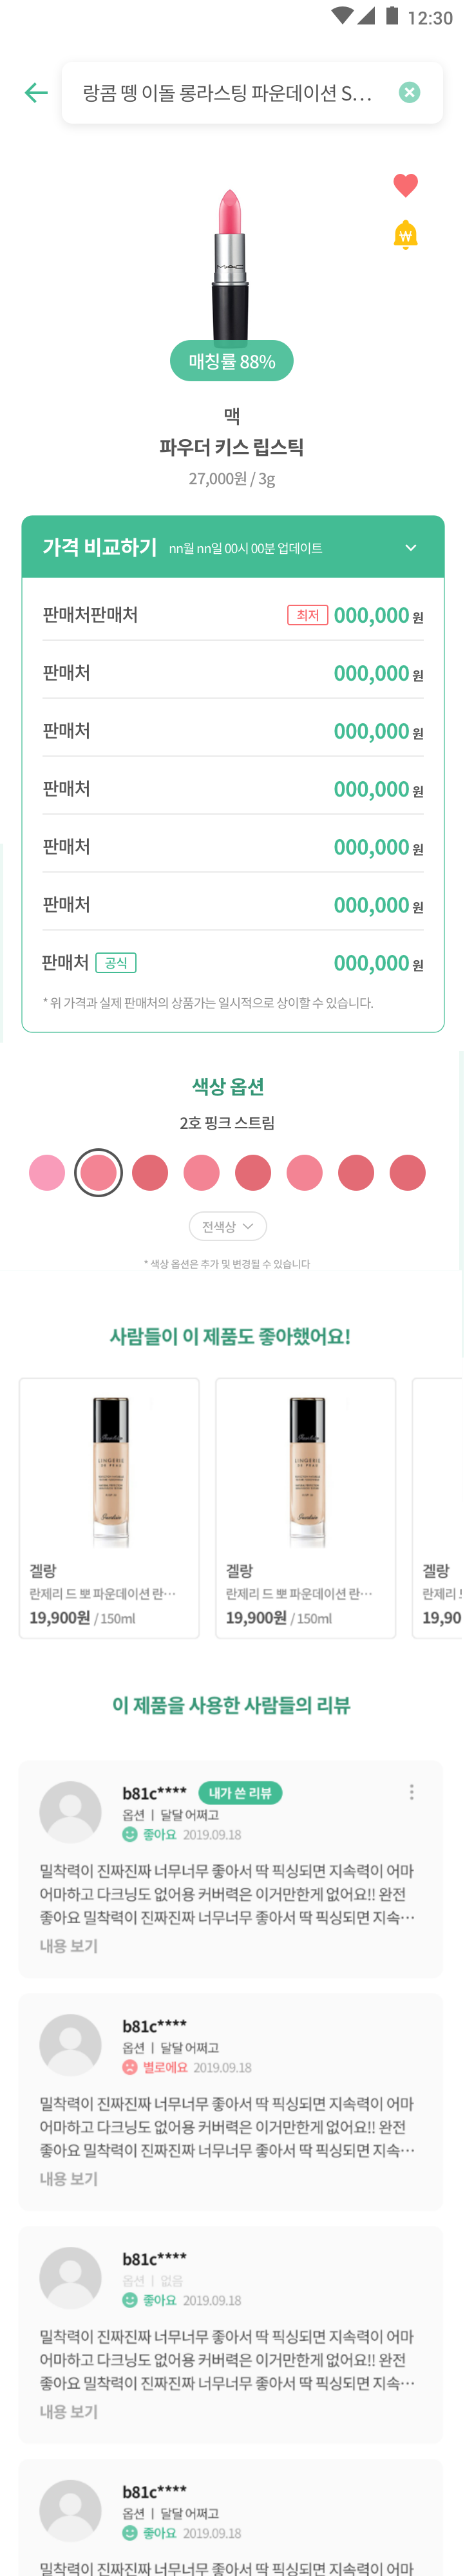 12:30
랑콤 뗑 이돌 롱라스팅 파운데이션 S...
MAC
매칭률 88%
맥
파우더 키스 립스틱
27,000원 / 3g
가격 비교하기 nn월 nn일 00시 00분 업데이트
판매처판매처 최저 000,000 원
판매처 000,000 원
판매처 000,000 원
판매처 000,000 원
판매처 000,000 원
판매처 000,000 원
판매처 공식 000,000 원
* 위 가격과 실제 판매처의 상품가는 일시적으로 상이할 수 있습니다.
색상 옵션
2호 핑크 스트림
전색상
* 색상 옵션은 추가 및 변경될 수 있습니다
사람들이 이 제품도 좋아했어요!
LINGERIE DE PEAU LINGERIE DE PEAU
겔랑 겔랑 겔랑
란제리 드 뽀 파운데이션 란··· 란제리 드 뽀 파운데이션 란··· 란제리
19,900원 / 150ml 19,900원 / 150ml 19,90
이 제품을 사용한 사람들의 리뷰
b81c**** 내가 쓴 리뷰
옵션 ㅣ 달달 어쩌고
좋아요 2019.09.18
밀착력이 진짜진짜 너무너무 좋아서 딱 픽싱되면 지속력이 어마
어마하고 다크닝도 없어용 커버력은 이거만한게 없어요!! 완전
좋아요 밀착력이 진짜진짜 너무너무 좋아서 딱 픽싱되면 지속···
내용 보기
b81c****
옵션 ㅣ 달달 어쩌고
별로에요 2019.09.18
밀착력이 진짜진짜 너무너무 좋아서 딱 픽싱되면 지속력이 어마
어마하고 다크닝도 없어용 커버력은 이거만한게 없어요!! 완전
좋아요 밀착력이 진짜진짜 너무너무 좋아서 딱 픽싱되면 지속···
내용 보기
b81c****
옵션 ㅣ 없음
좋아요 2019.09.18
밀착력이 진짜진짜 너무너무 좋아서 딱 픽싱되면 지속력이 어마
어마하고 다크닝도 없어용 커버력은 이거만한게 없어요!! 완전
좋아요 밀착력이 진짜진짜 너무너무 좋아서 딱 픽싱되면 지속···
내용 보기
b81c****
옵션 ㅣ 달달 어쩌고
좋아요 2019.09.18
밀착력이 진짜진짜 너무너무 좋아서 딱 픽싱되면 지속력이 어마